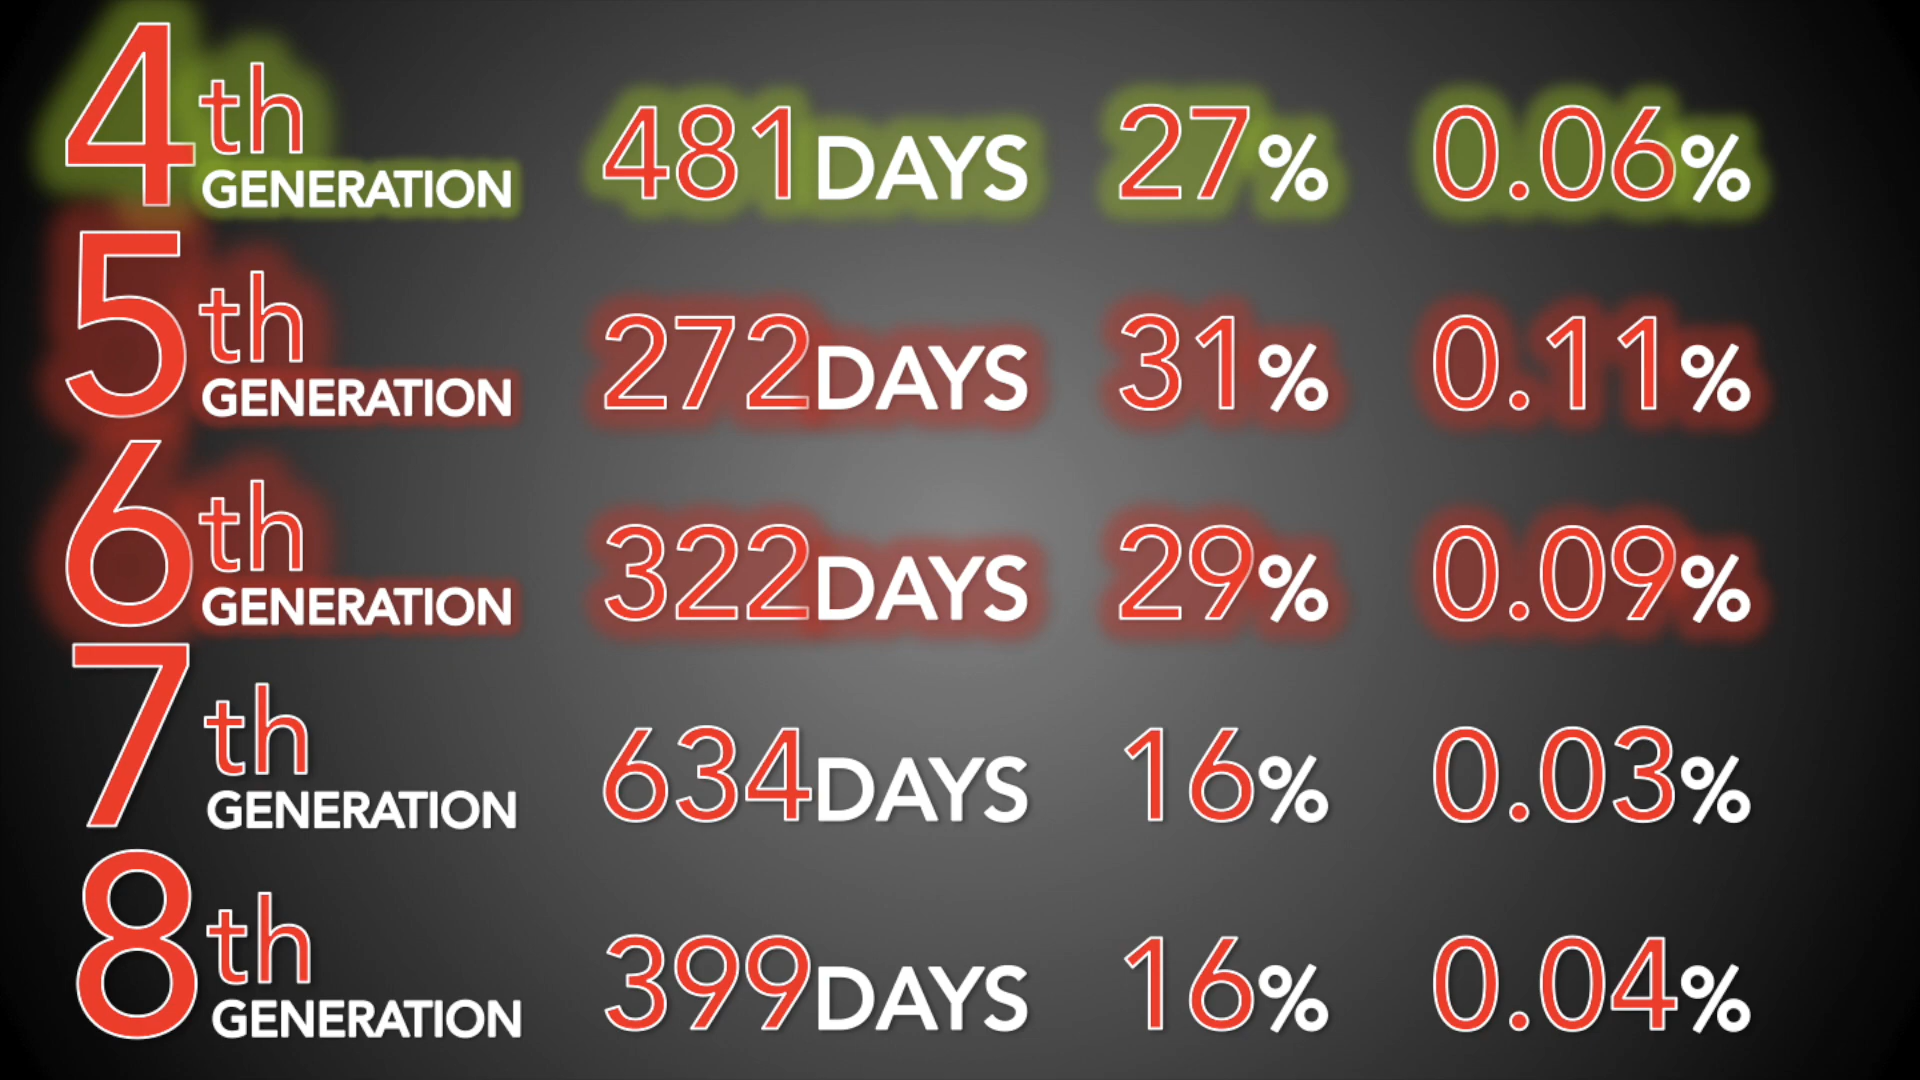 4th GENERATION 481DAYS 27% 0.06%
5th GENERATION 272DAYS 31% 0.11%
6th GENERATION 322DAYS 29% 0.09%
7th GENERATION 634DAYS 16% 0.03%
8th GENERATION 399DAYS 16% 0.04%